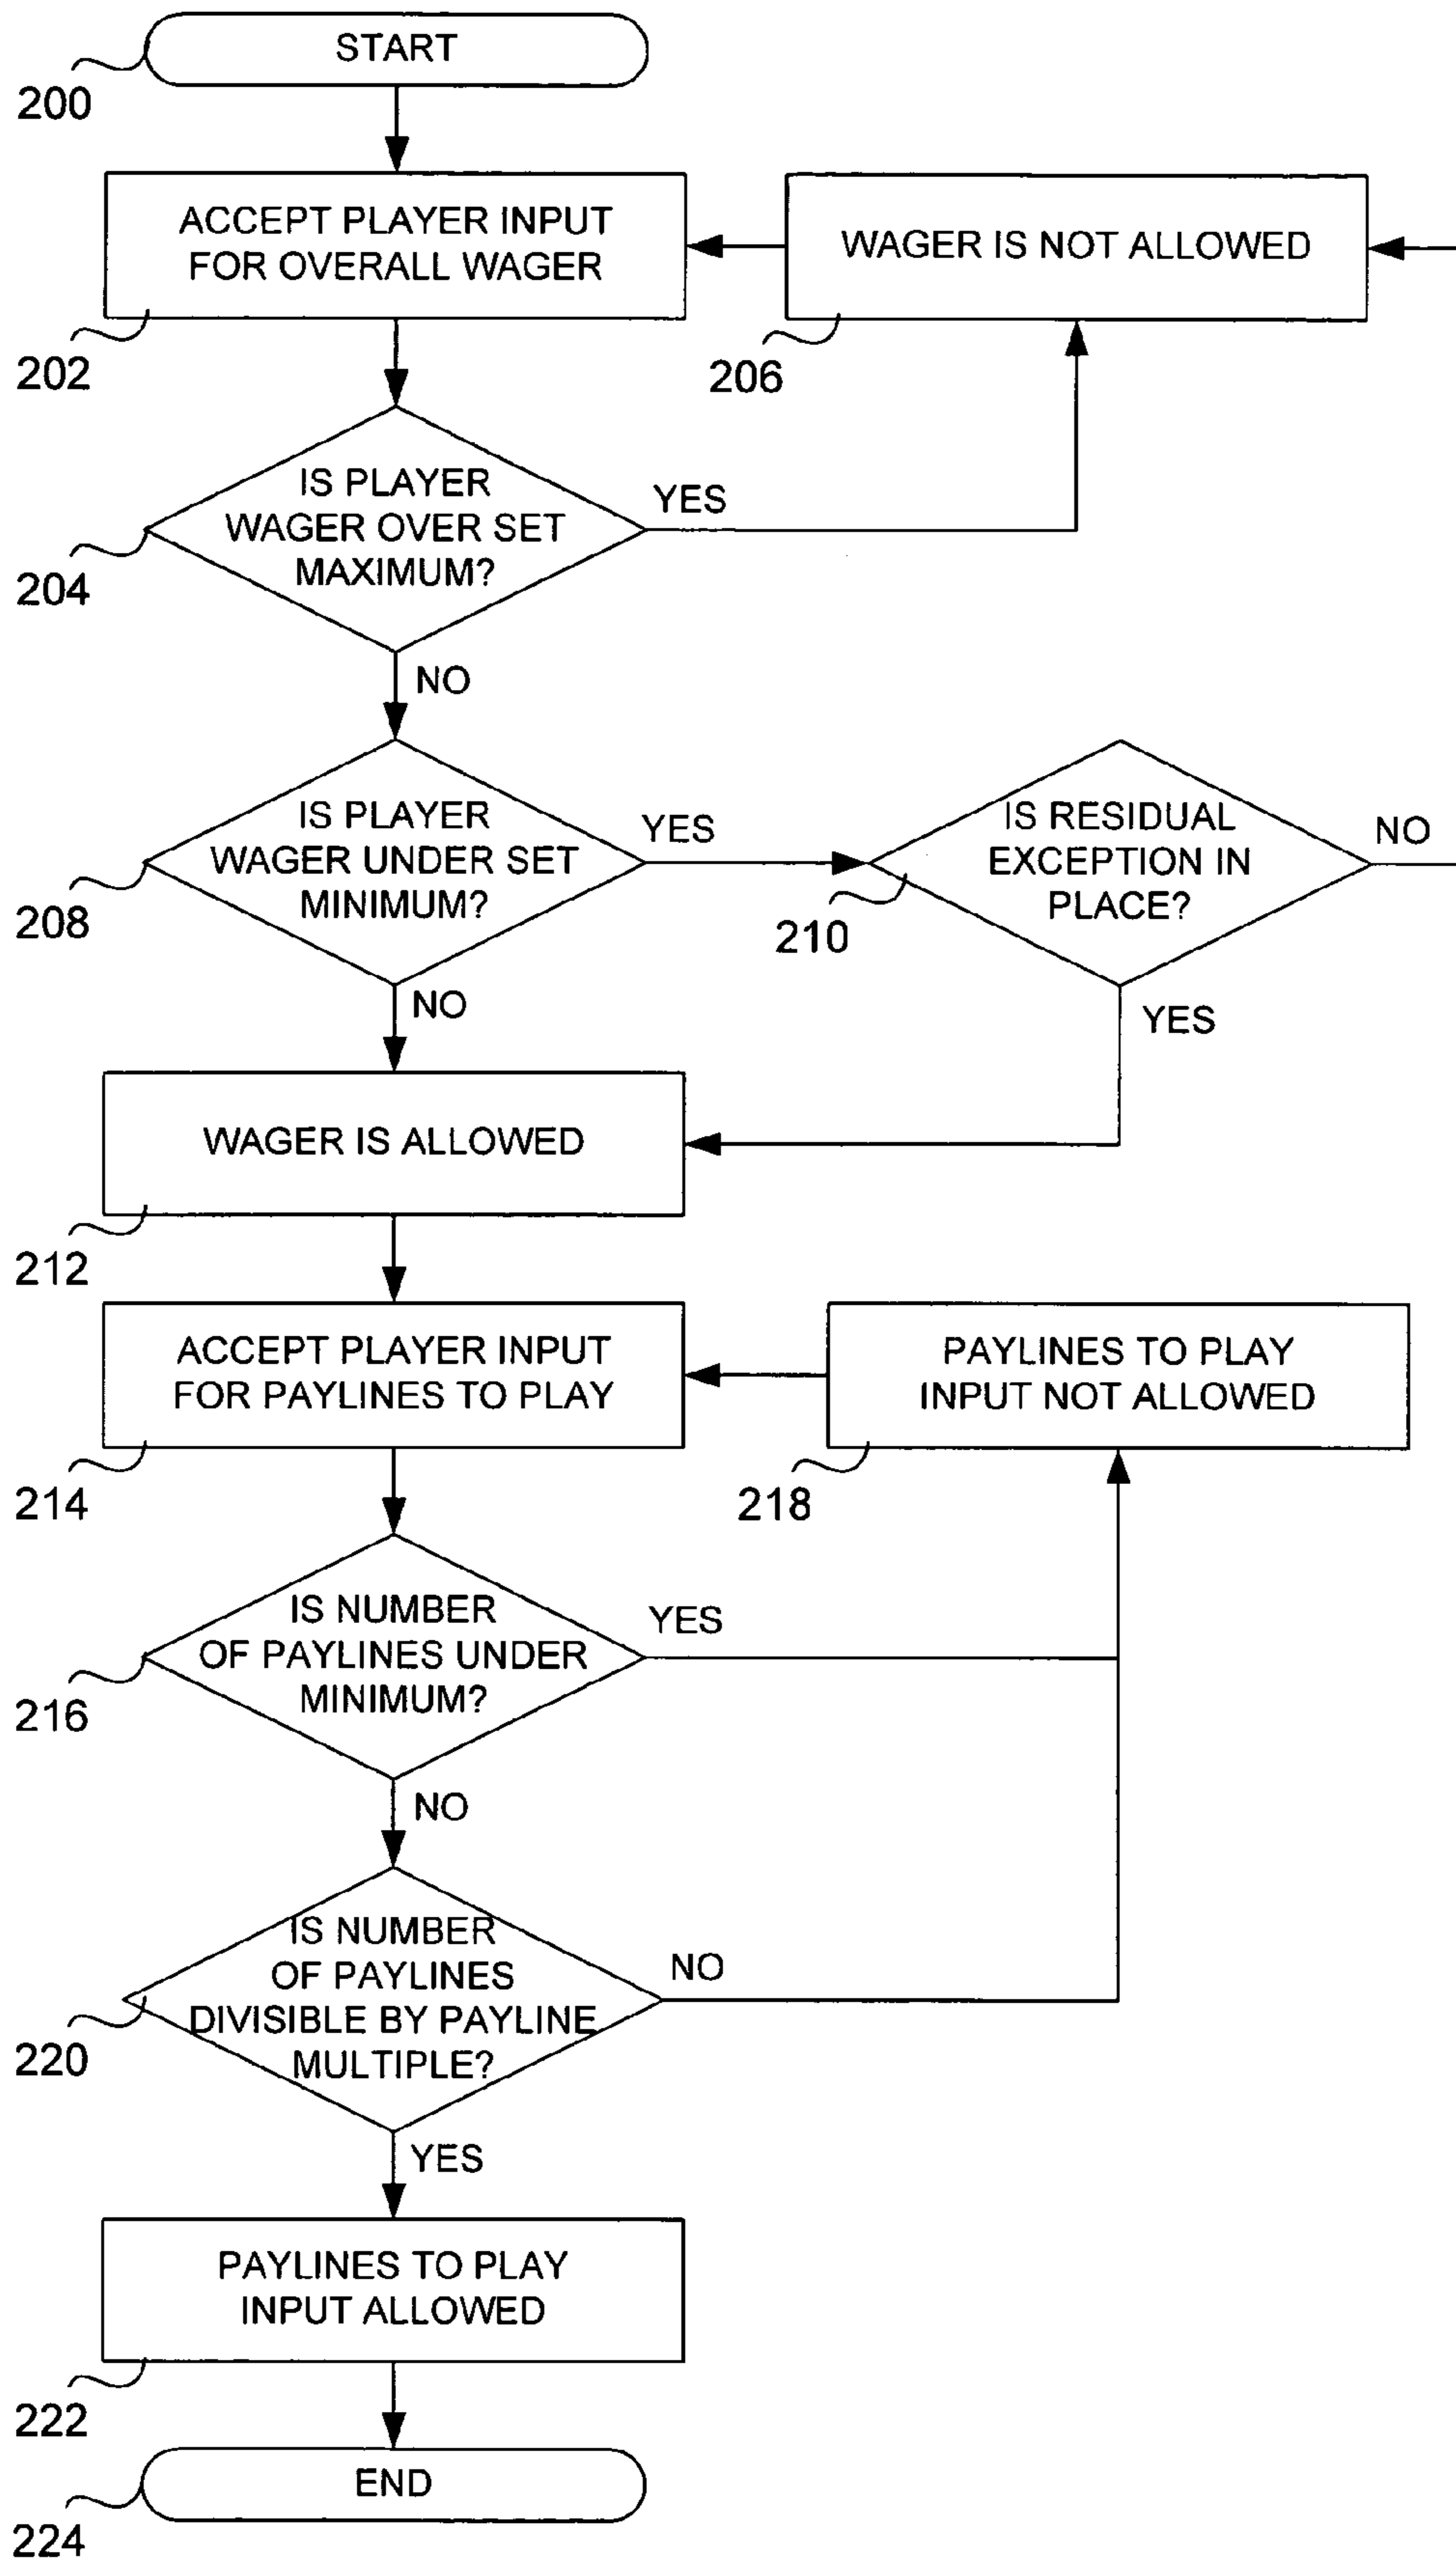 START
200
ACCEPT PLAYER INPUT
FOR OVERALL WAGER
202
WAGER IS NOT ALLOWED
206
IS PLAYER
WAGER OVER SET
MAXIMUM?
204
YES
NO
IS PLAYER
WAGER UNDER SET
MINIMUM?
208
YES
IS RESIDUAL
EXCEPTION IN
PLACE?
210
NO
NO
YES
WAGER IS ALLOWED
212
ACCEPT PLAYER INPUT
FOR PAYLINES TO PLAY
214
PAYLINES TO PLAY
INPUT NOT ALLOWED
218
IS NUMBER
OF PAYLINES UNDER
MINIMUM?
216
YES
NO
IS NUMBER
OF PAYLINES
DIVISIBLE BY PAYLINE
MULTIPLE?
220
NO
YES
PAYLINES TO PLAY
INPUT ALLOWED
222
END
224